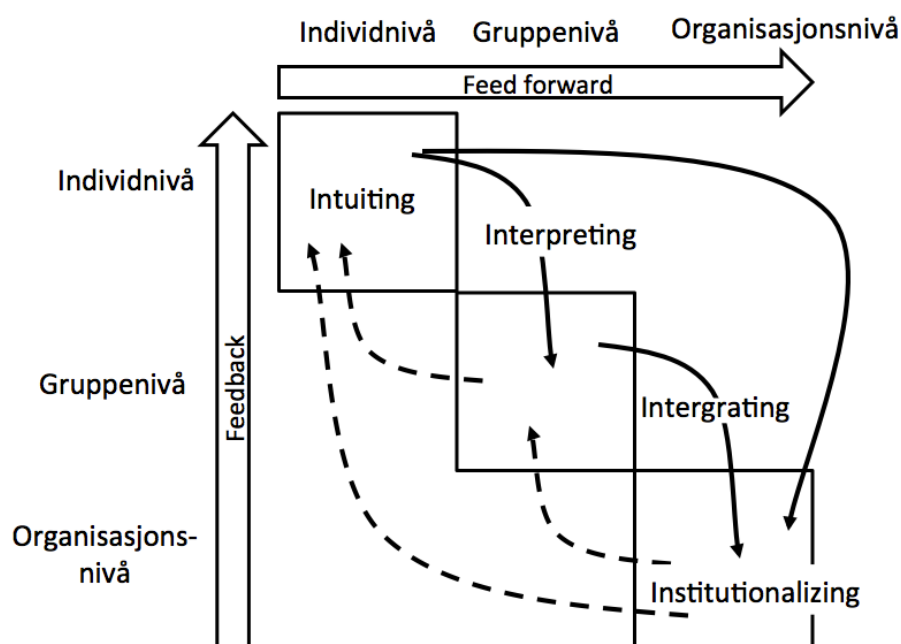 Individnivå
Gruppenivå
Organisasjonsnivå
Feed forward
Individnivå
Intuiting
Interpreting
Gruppenivå
Feedback
Intergrating
Organisasjons-
nivå
Institutionalizing